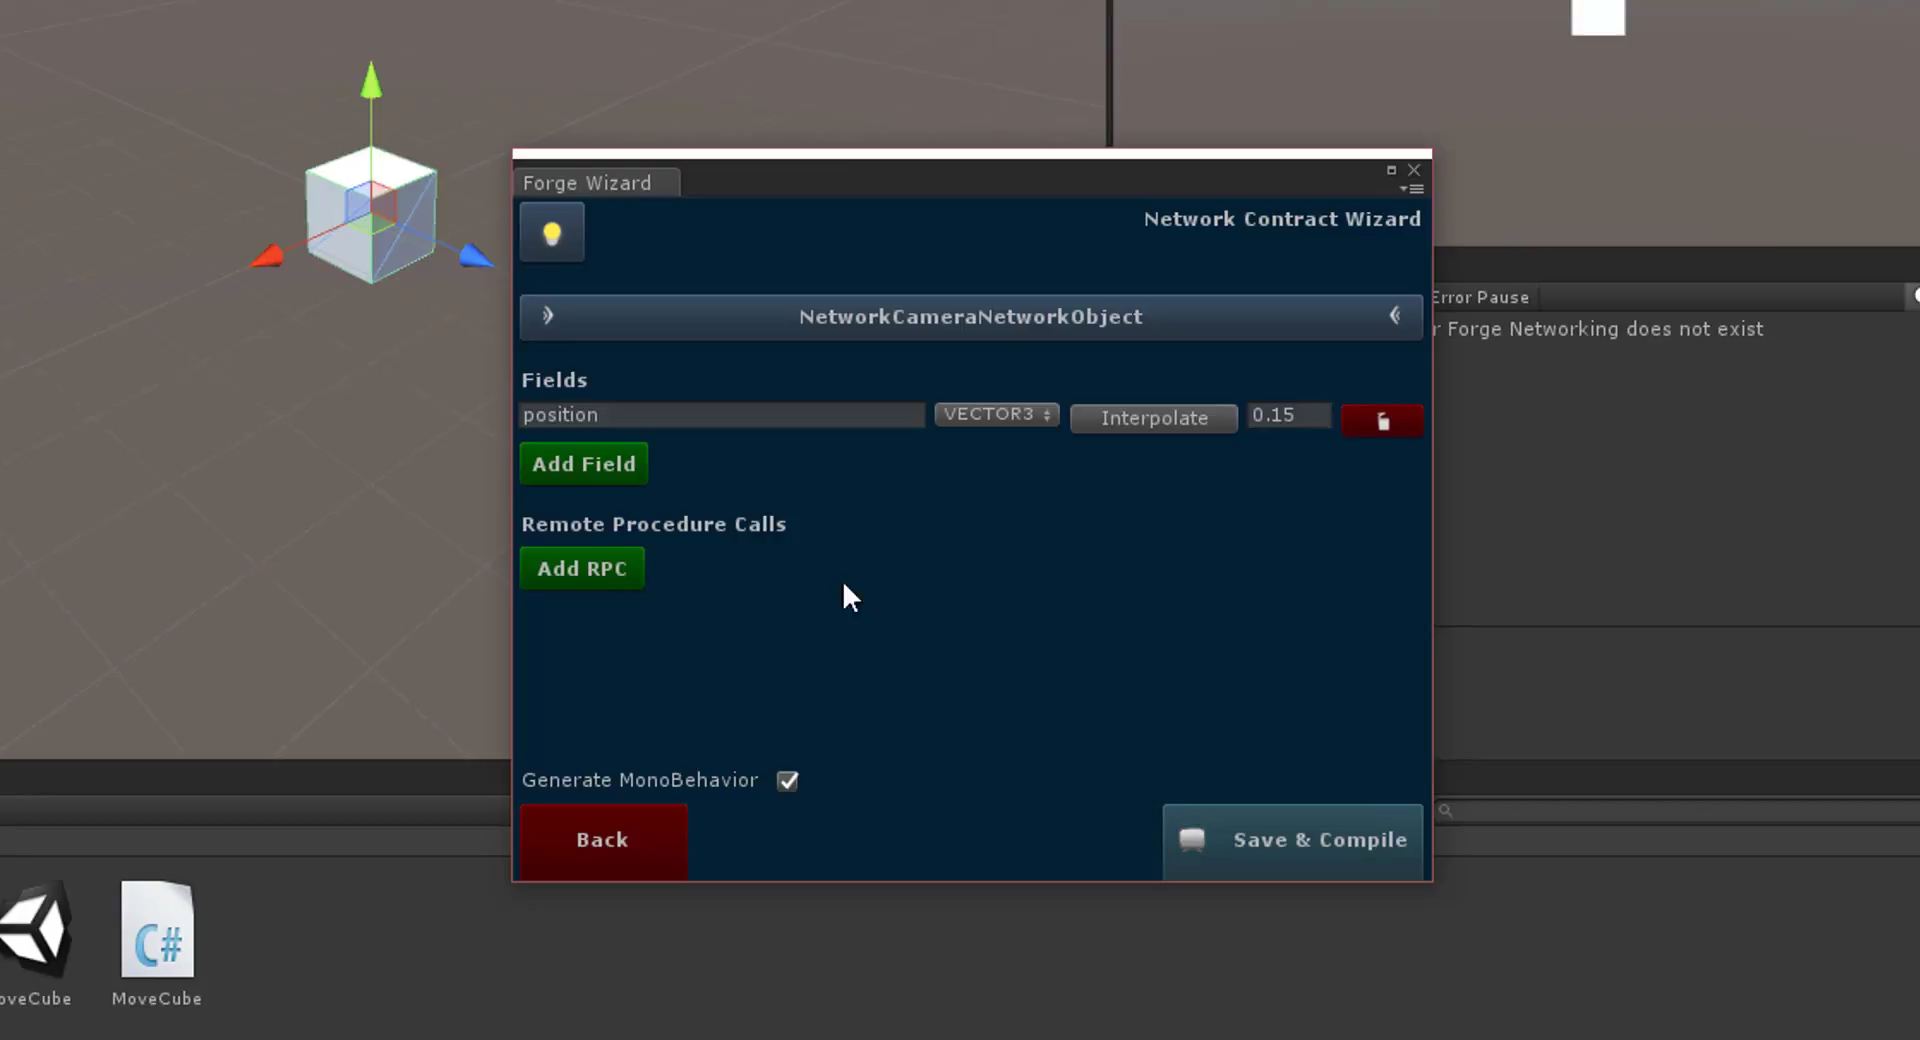 Forge Wizard
Network Contract Wizard
NetworkCameraNetworkObject
Error Pause
r Forge Networking does not exist
Fields
position VECTOR3 Interpolate 0.15
Add Field
Remote Procedure Calls
Add RPC
Generate MonoBehavior
Back Save & Compile
C#
oveCube MoveCube